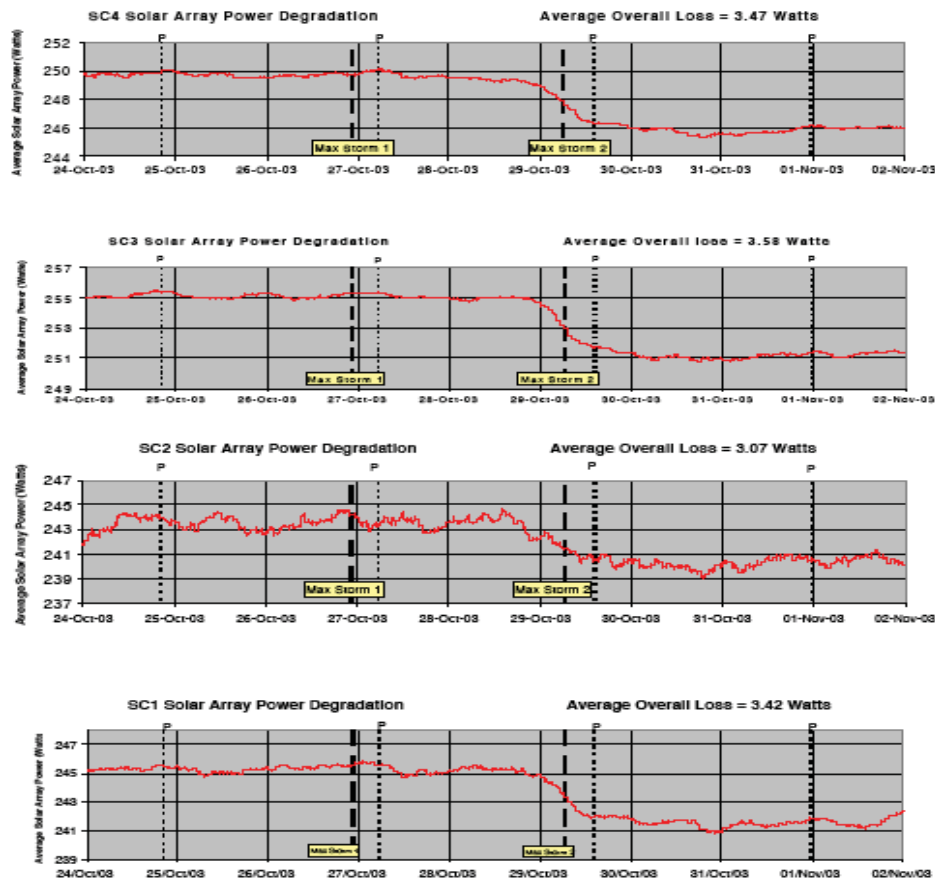 SC4 Solar Array Power Degradation Average Overall Loss = 3.47 Watts
P P P P
Average Solar Array Power (Watts)
252
250
248
246
244
Max Storm 1 Max Storm 2
24-Oct-03 25-Oct-03 26-Oct-03 27-Oct-03 28-Oct-03 29-Oct-03 30-Oct-03 31-Oct-03 01-Nov-03 02-Nov-03
SC3 Solar Array Power Degradation Average Overall loss = 3.58 Watts
P P P P
Average Solar Array Power (Watts)
257
255
253
251
249
Max Storm 1 Max Storm 2
24-Oct-03 25-Oct-03 26-Oct-03 27-Oct-03 28-Oct-03 29-Oct-03 30-Oct-03 31-Oct-03 01-Nov-03 02-Nov-03
SC2 Solar Array Power Degradation Average Overall Loss = 3.07 Watts
P P P P
Average Solar Array Power (Watts)
247
245
243
241
239
237
Max Storm 1 Max Storm 2
24-Oct-03 25-Oct-03 26-Oct-03 27-Oct-03 28-Oct-03 29-Oct-03 30-Oct-03 31-Oct-03 01-Nov-03 02-Nov-03
SC1 Solar Array Power Degradation Average Overall Loss = 3.42 Watts
P P P P
Average Solar Array Power (Watts
247
245
243
241
239
Max Storm Max Storm
24/Oct/03 25/Oct/03 26/Oct/03 27/Oct/03 28/Oct/03 29/Oct/03 30/Oct/03 31/Oct/03 01/Nov/03 02/Nov/03